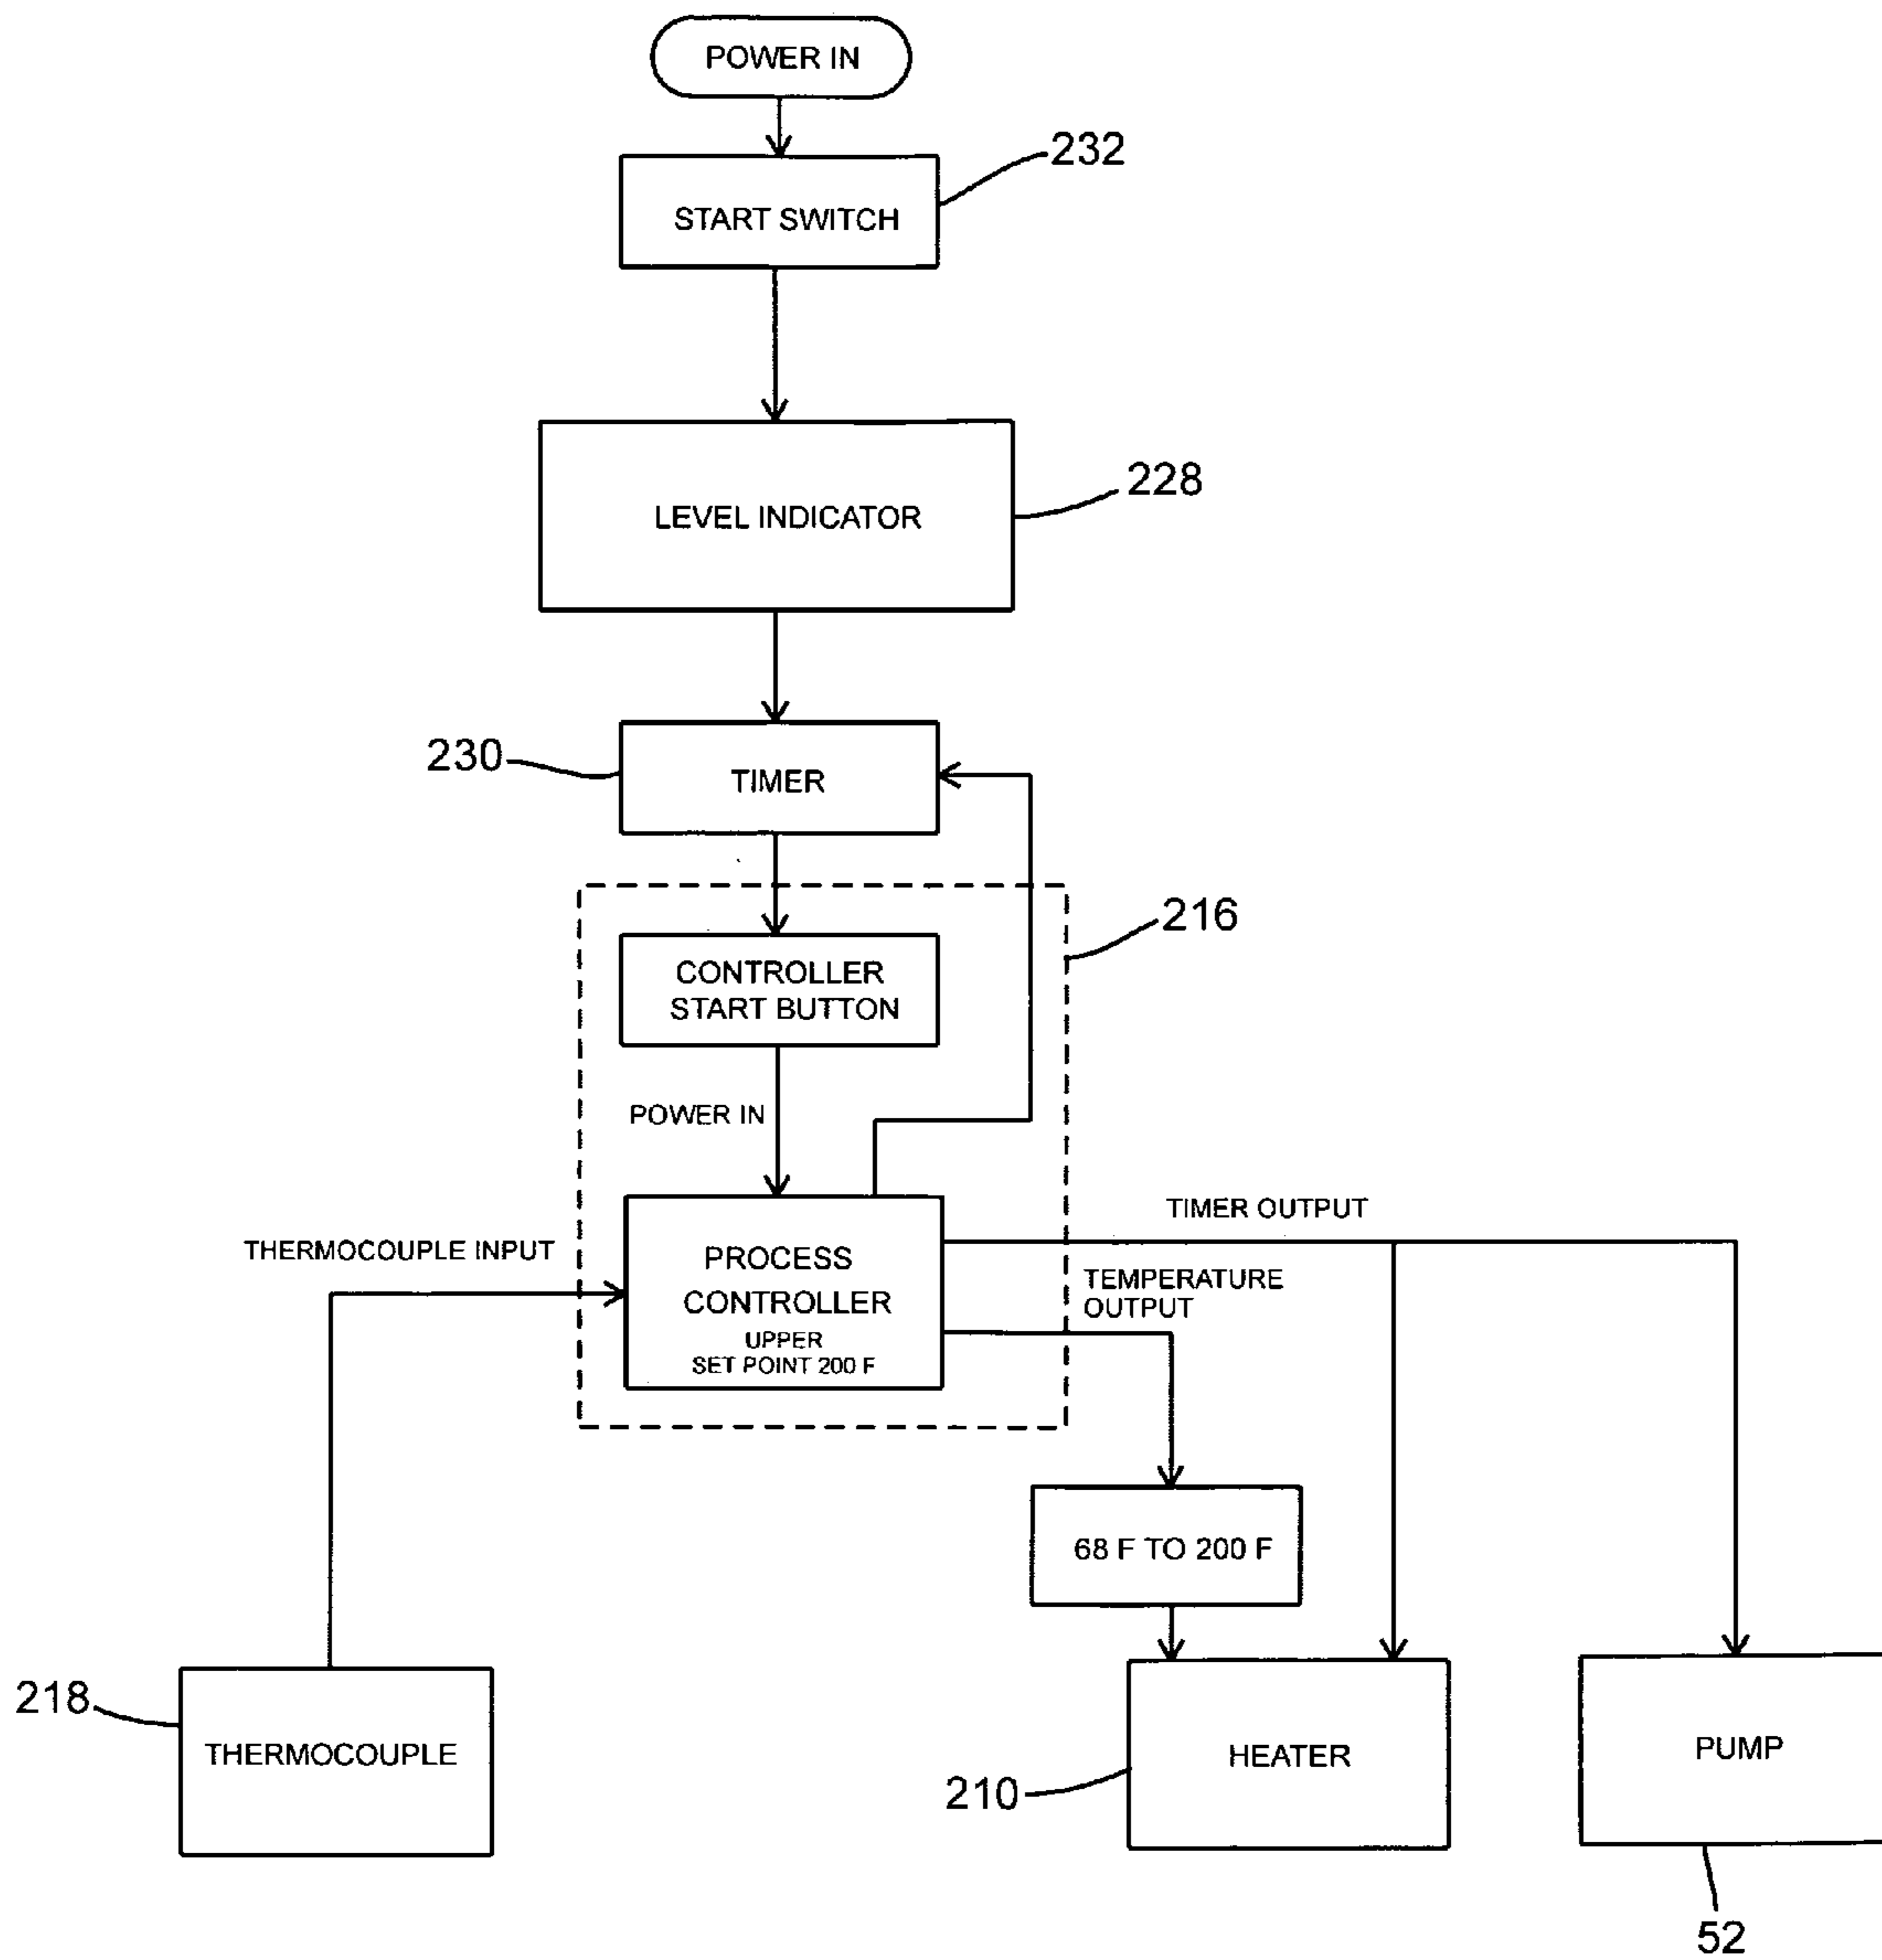 POWER IN
232
START SWITCH
228
LEVEL INDICATOR
230
TIMER
216
CONTROLLER
START BUTTON
POWER IN
TIMER OUTPUT
THERMOCOUPLE INPUT
PROCESS
CONTROLLER
UPPER
SET POINT 200 F
TEMPERATURE
OUTPUT
68 F TO 200 F
218
THERMOCOUPLE
HEATER
210
PUMP
52